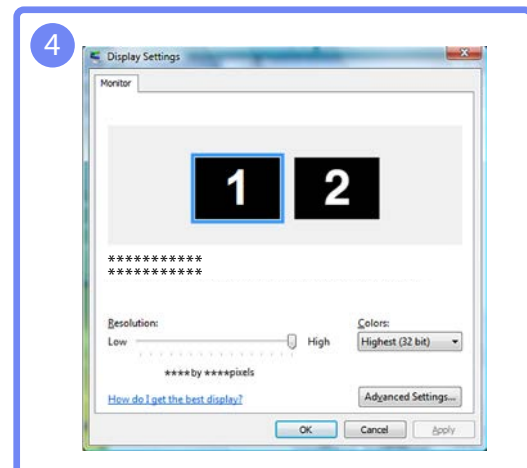 4
Display Settings
Monitor
1 2
***********
***********
Resolution:
Colors:
Low High
Highest (32 bit)
**** by ****pixels
How do I get the best display?
Advanced Settings...
OK Cancel Apply